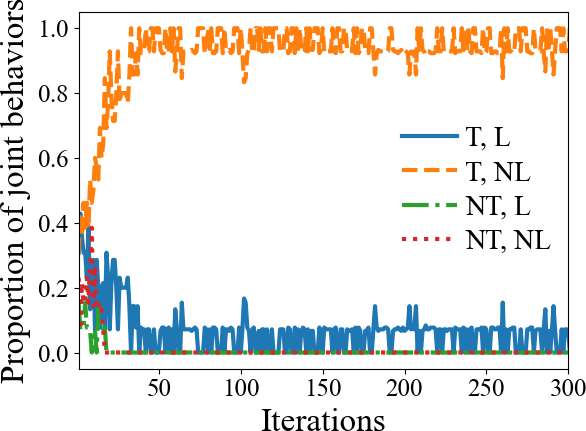 Proportion of joint behaviors
1.0
0.8
0.6
0.4
0.2
0.0
T, L
T, NL
NT, L
NT, NL
50 100 150 200 250 300
Iterations